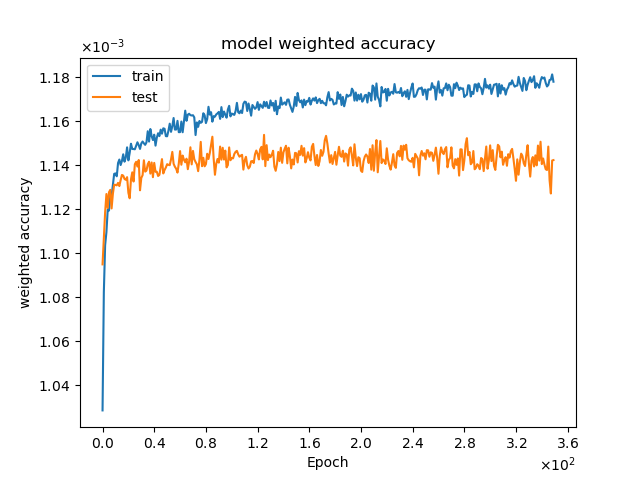 model weighted accuracy
×10⁻³
train
test
1.18
1.16
1.14
1.12
1.10
1.08
1.06
1.04
weighted accuracy
0.0 0.4 0.8 1.2 1.6 2.0 2.4 2.8 3.2 3.6
Epoch
×10²